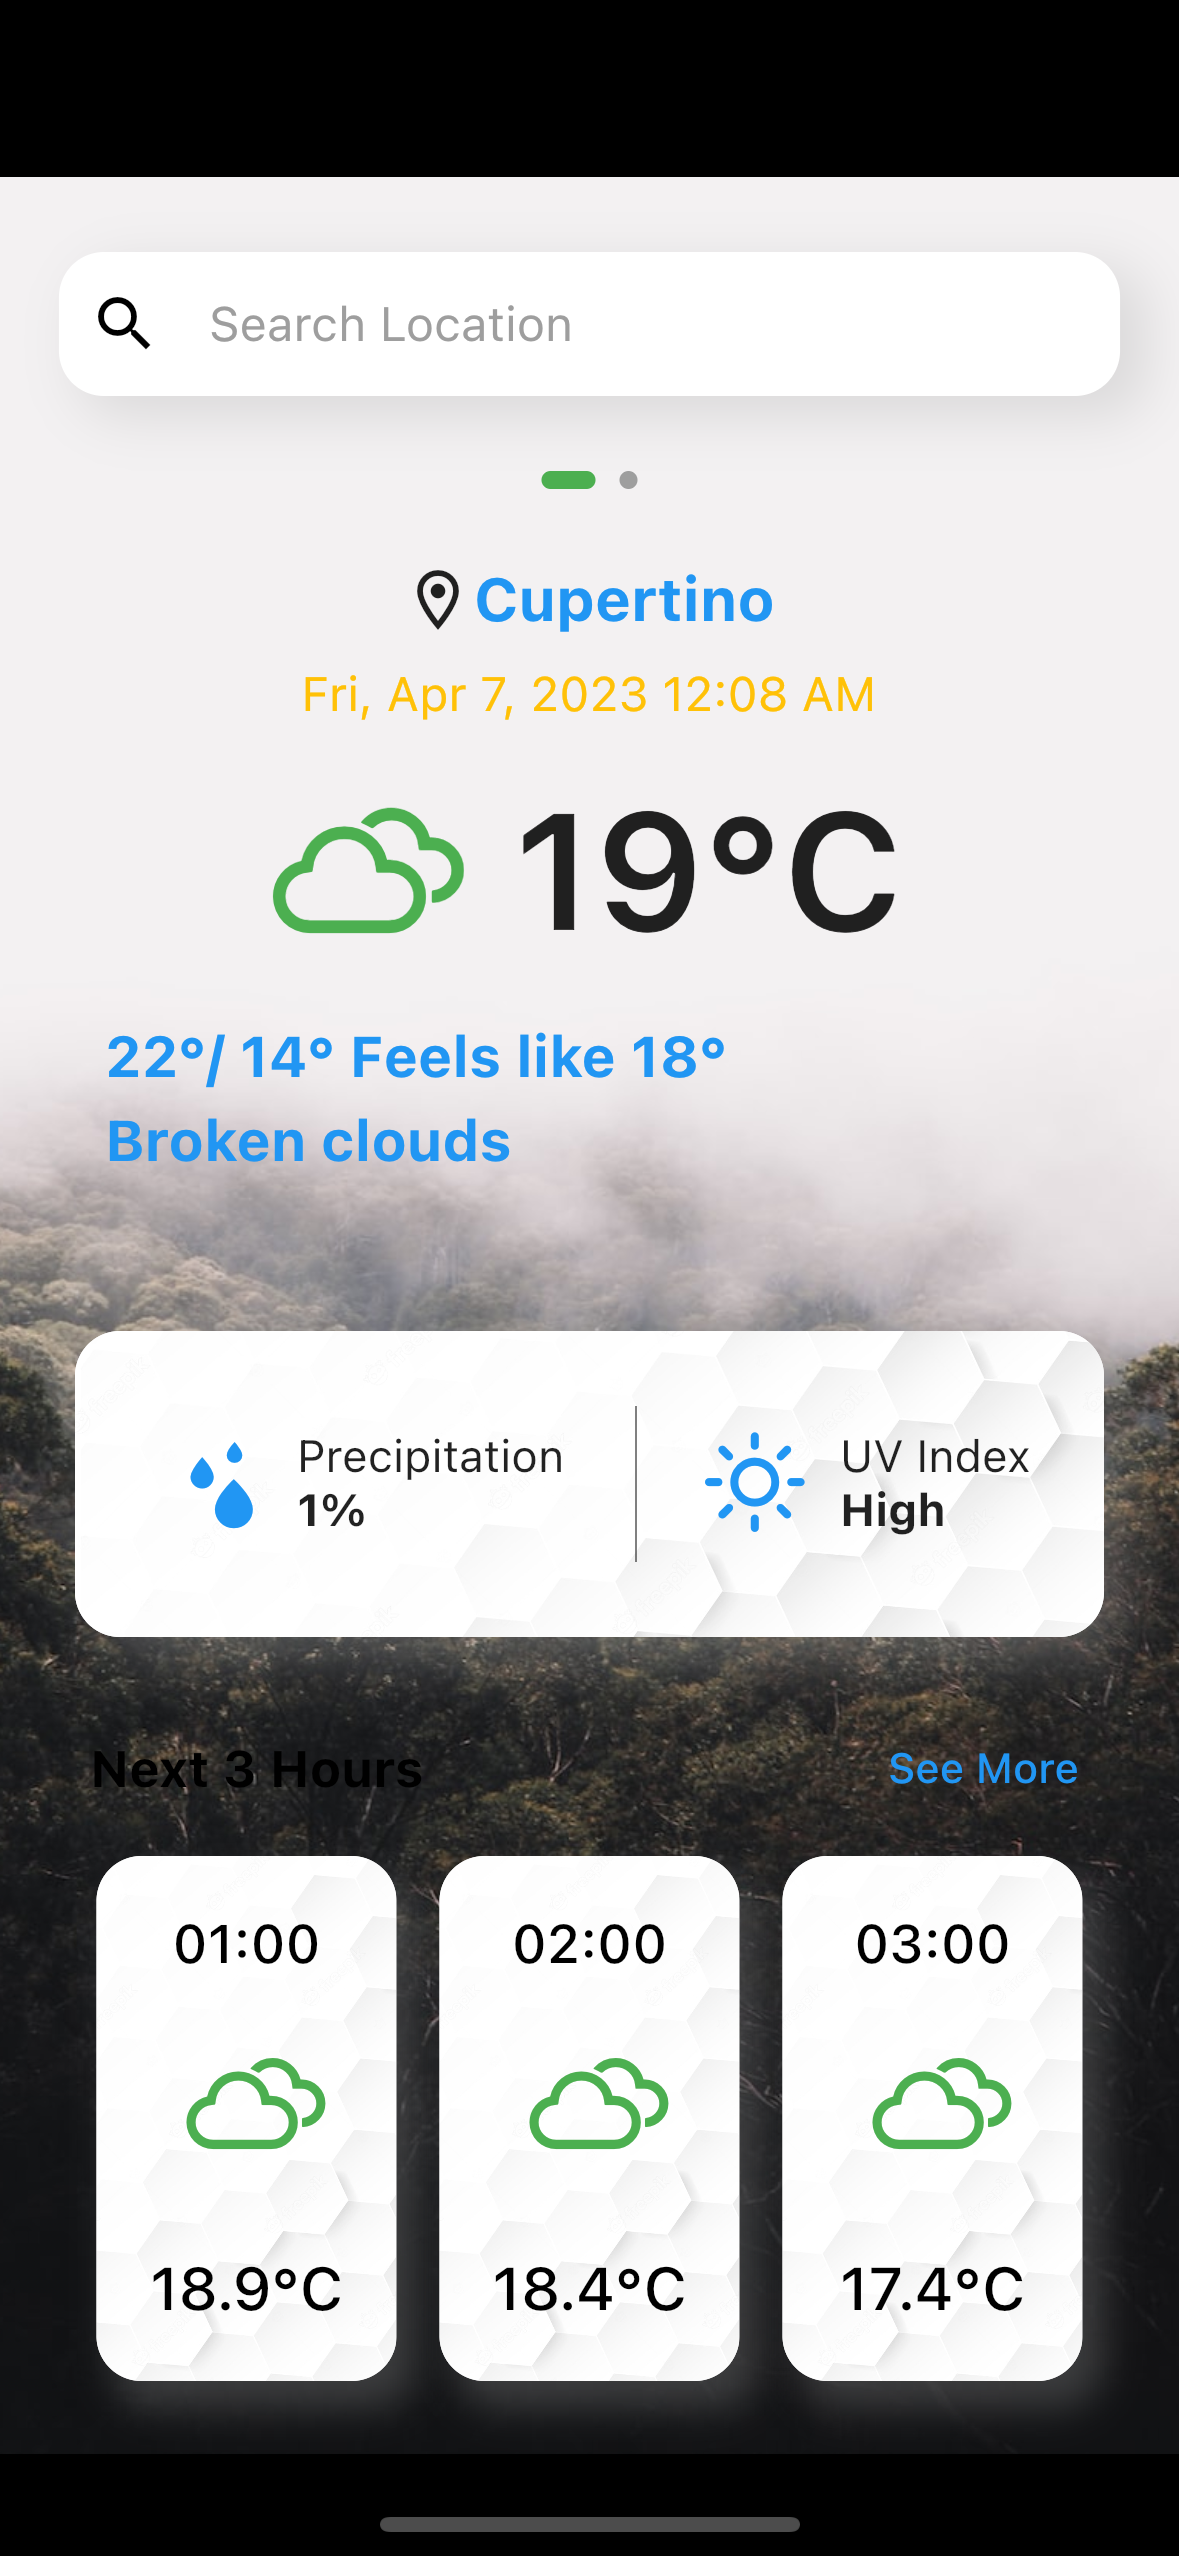 Search Location
Cupertino
Fri, Apr 7, 2023 12:08 AM
19°C
22°/ 14° Feels like 18°
Broken clouds
Precipitation
1%
UV Index
High
Next 3 Hours
See More
01:00
02:00
03:00
18.9°C
18.4°C
17.4°C